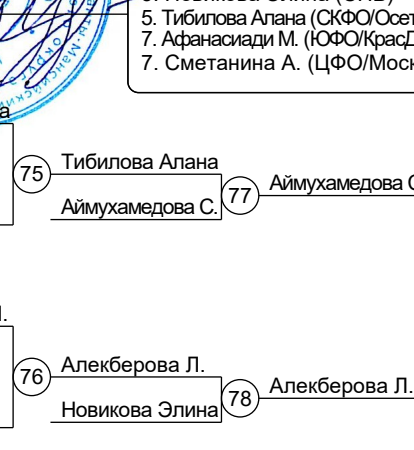 5. Тибилова Алана (СКФО/Осет
7. Афанасиади М. (ЮФО/КрасД
7. Сметанина А. (ЦФО/Моск
75
Тибилова Алана
Аймухамедова С.
77
Аймухамедова
76
Алекберова Л.
Новикова Элина
78
Алекберова Л.